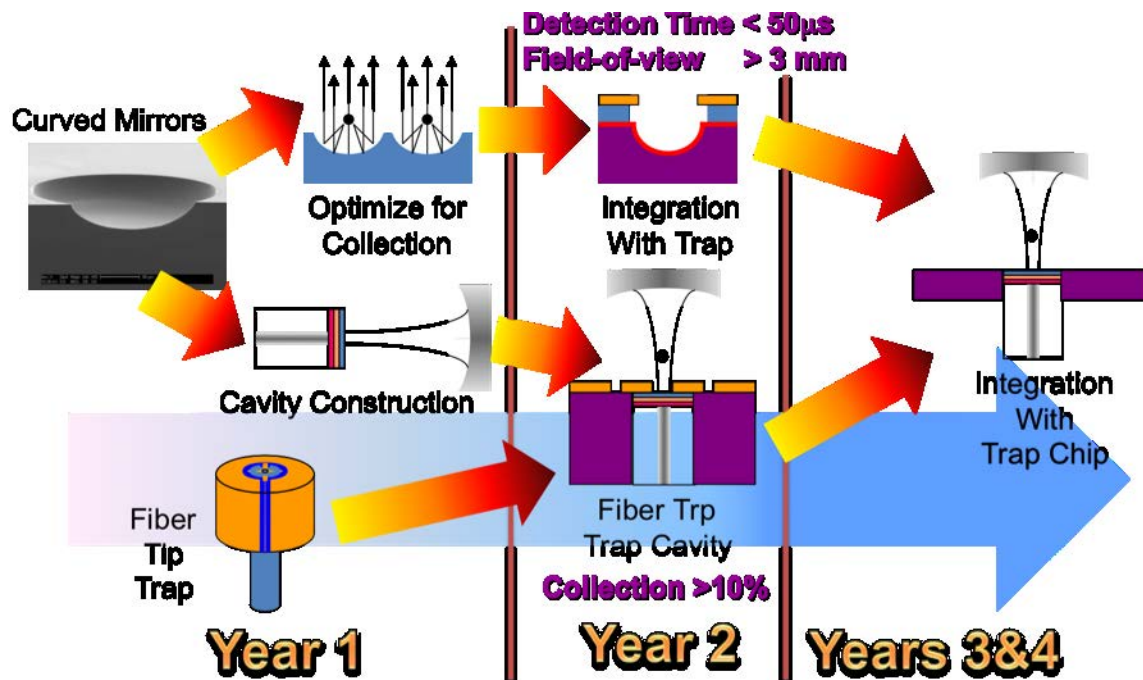 Detection Time < 50µs
Field-of-view > 3 mm
Curved Mirrors
Optimize for
Collection
Integration
With Trap
Cavity Construction
Integration
With
Trap Chip
Fiber
Tip
Trap
Fiber Trp
Trap Cavity
Collection >10%
Year 1
Year 2
Years 3&4